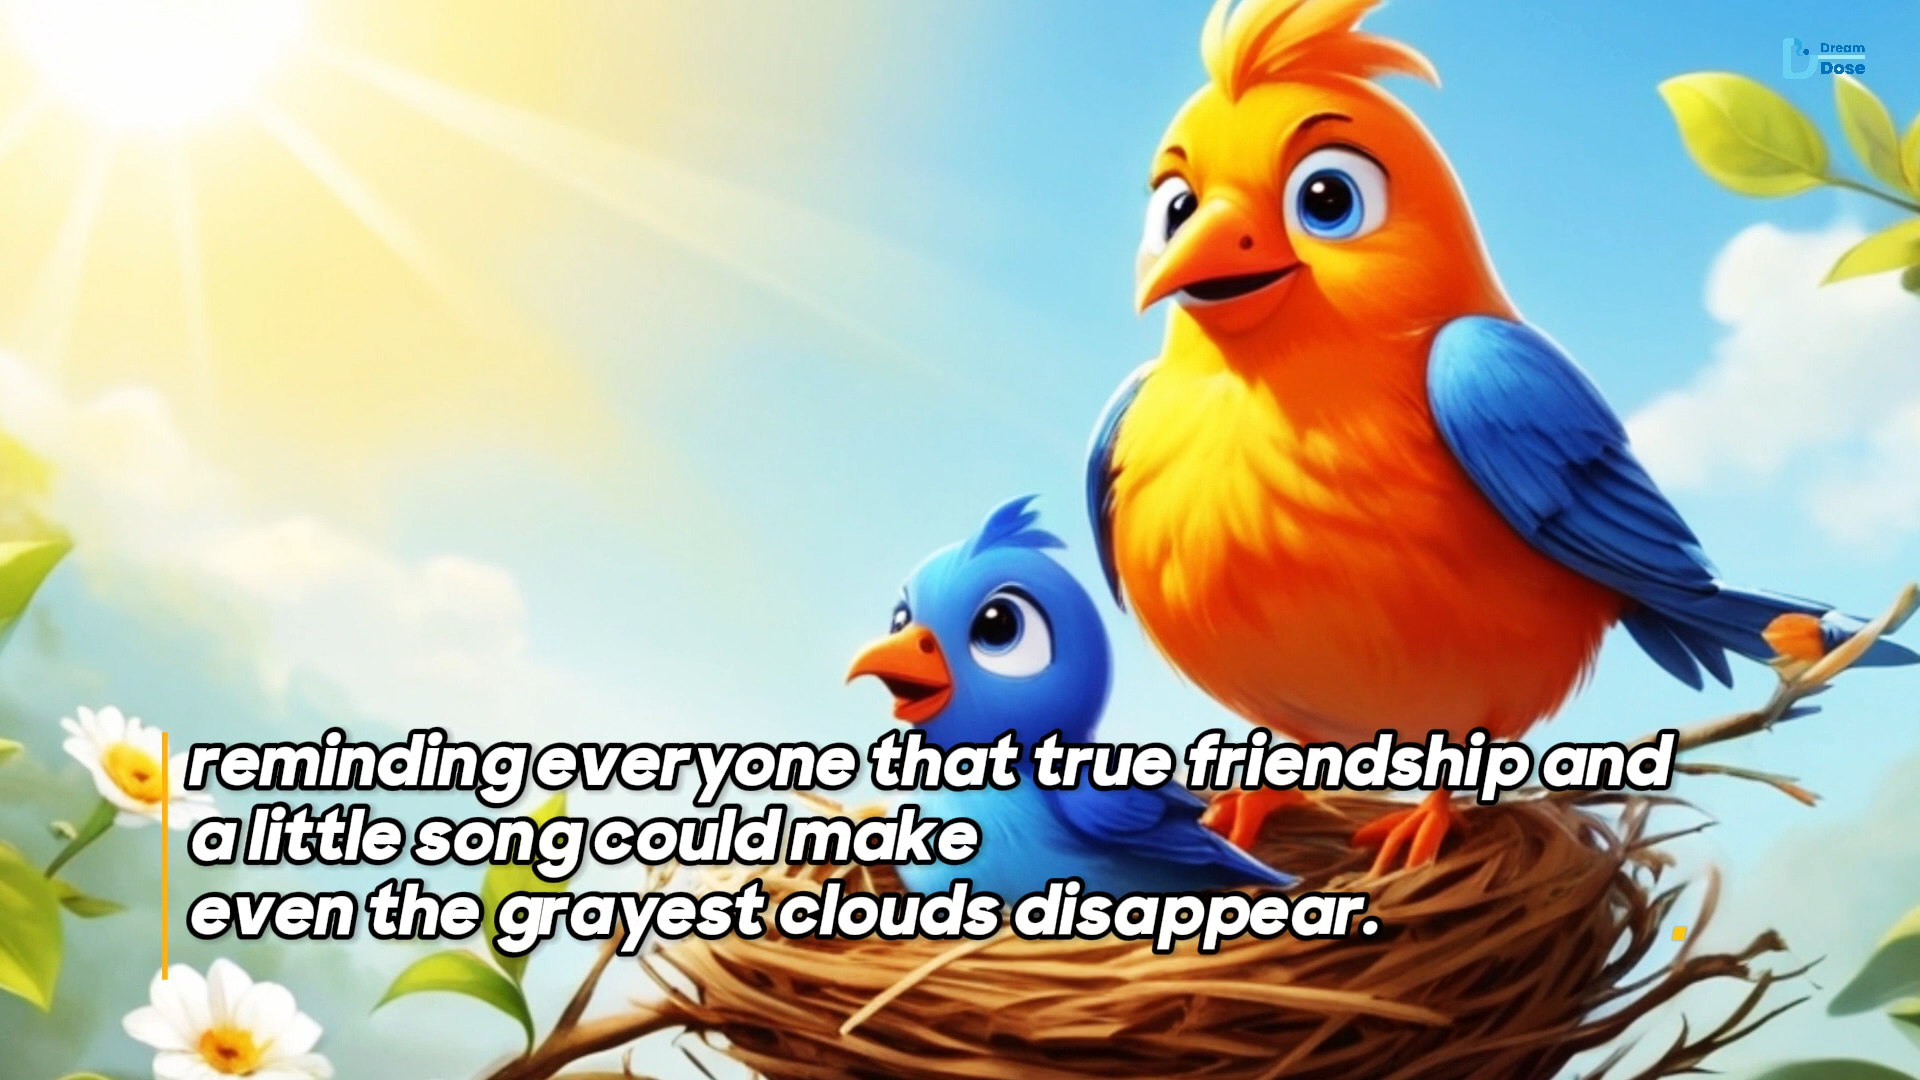 Dream
Dose
reminding everyone that true friendship and
a little song could make
even the grayest clouds disappear.